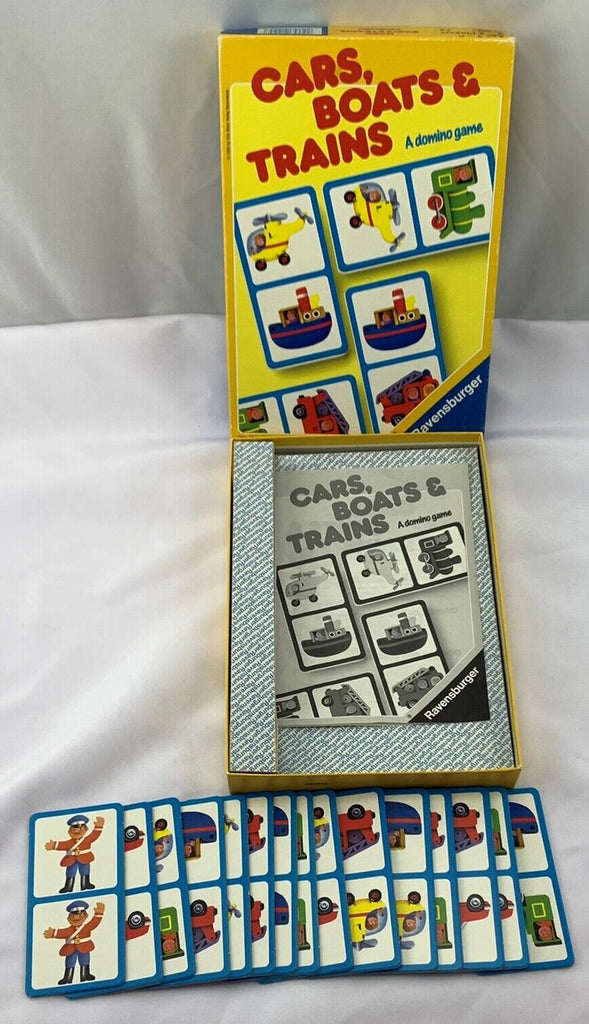 CARS,
BOATS &
TRAINS
A domino game
Ravensburger
CARS,
BOATS &
TRAINS
A domino game
Ravensburger